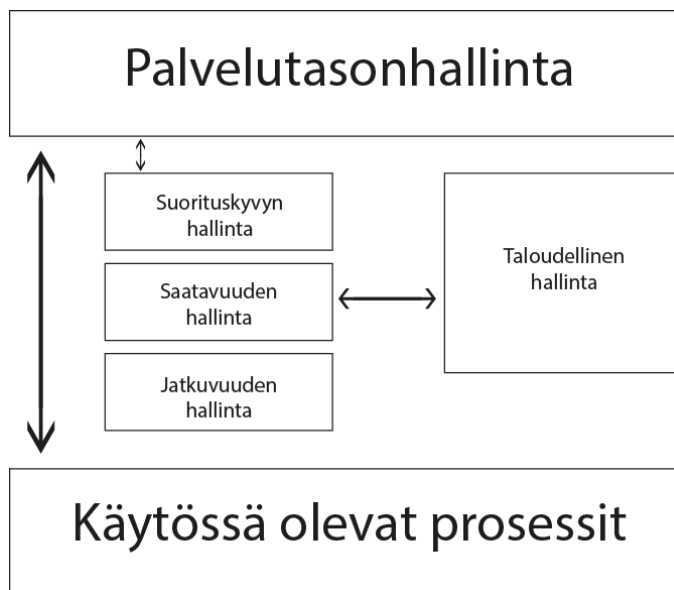 Palvelutasonhallinta
Suorituskyvyn
hallinta
Saatavuuden
hallinta
Jatkuvuuden
hallinta
Taloudellinen
hallinta
Käytössä olevat prosessit